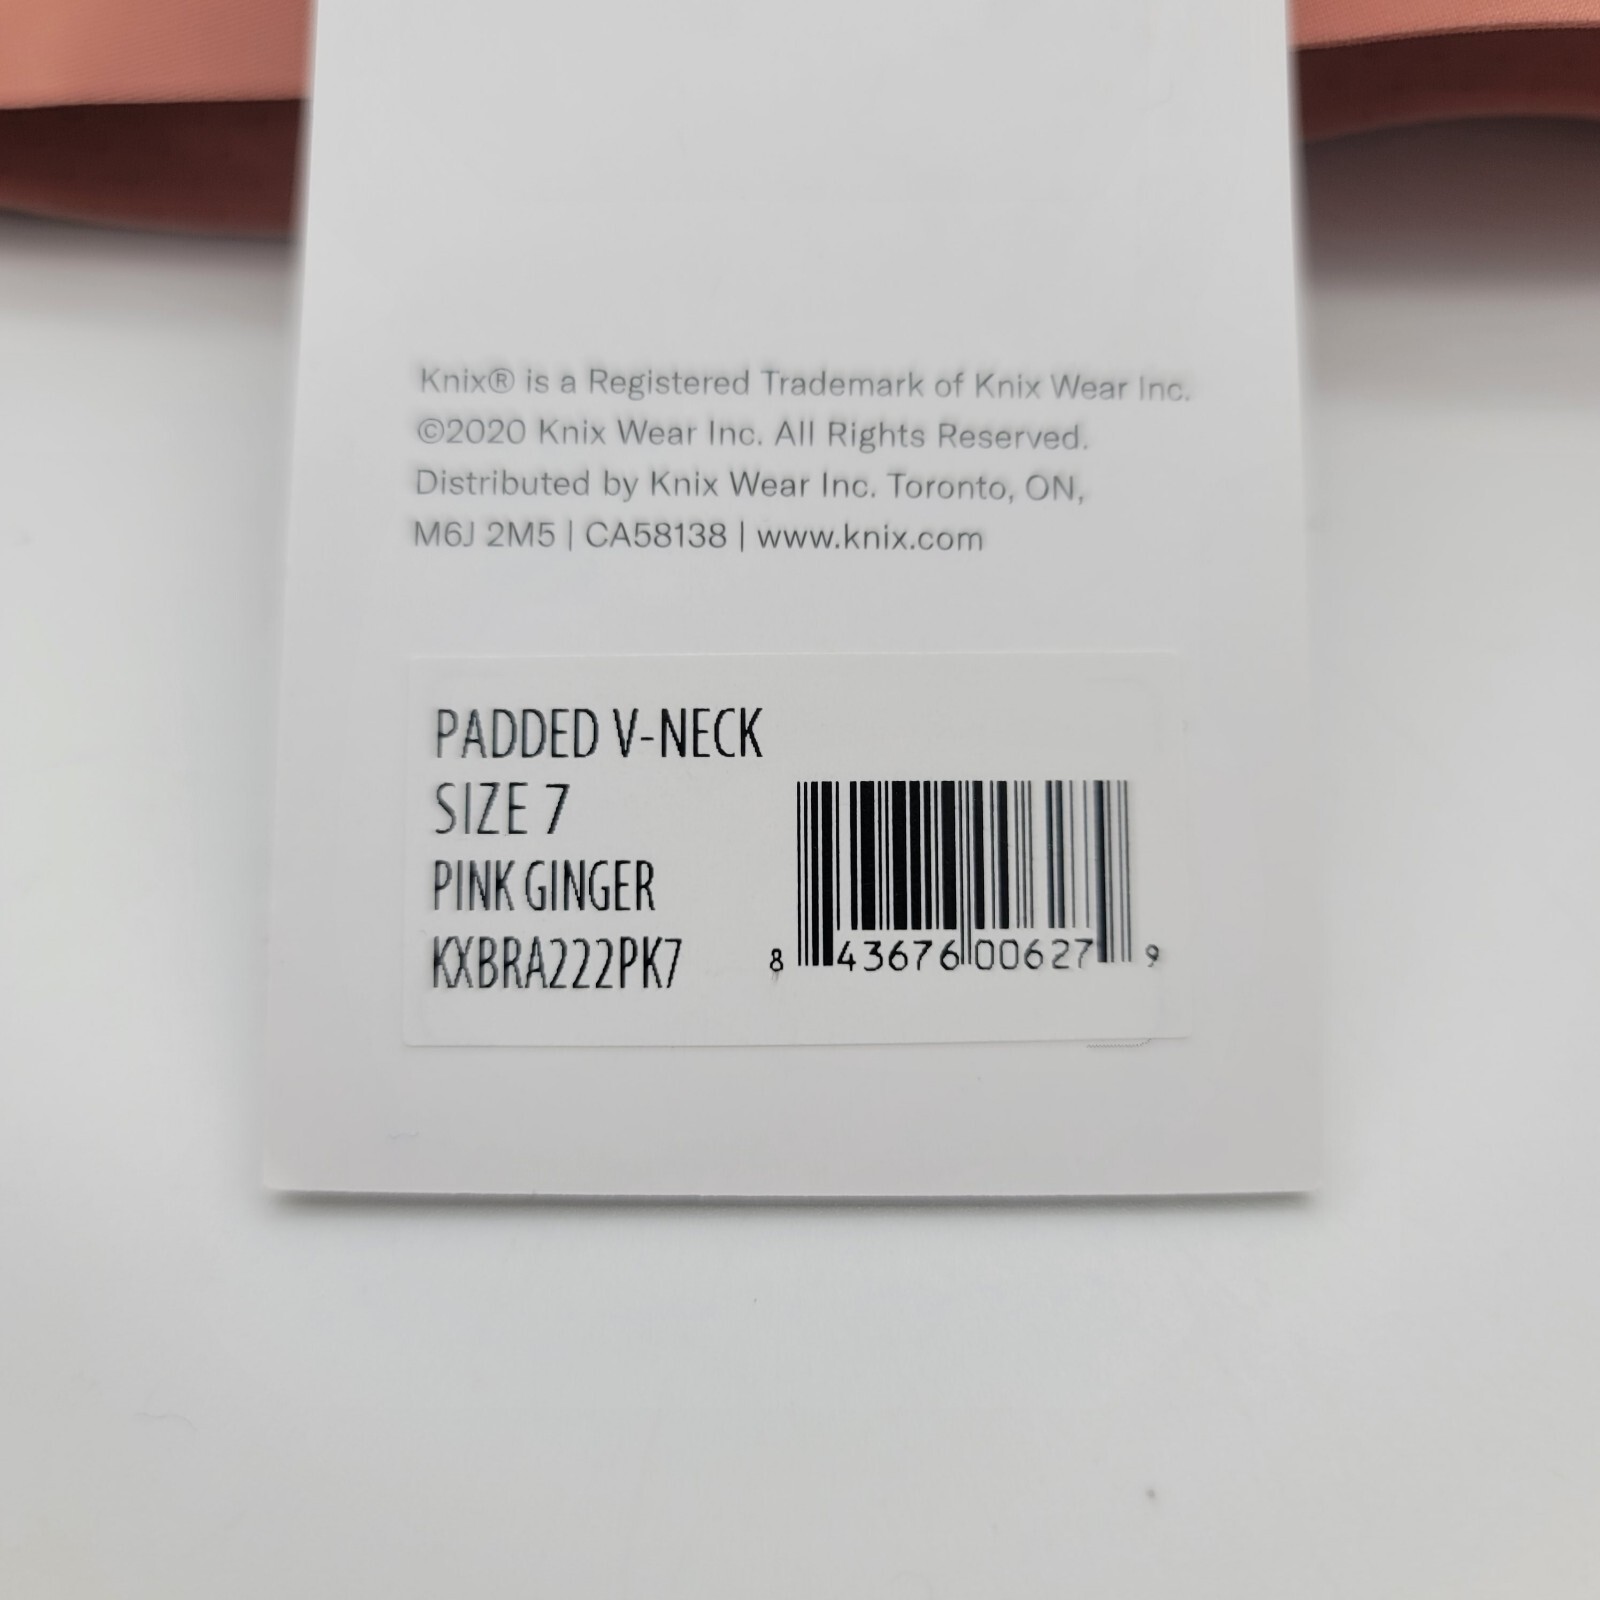 Knix® is a Registered Trademark of Knix Wear Inc.
©2020 Knix Wear Inc. All Rights Reserved.
Distributed by Knix Wear Inc. Toronto, ON,
M6J 2M5 | CA58138 | www.knix.com
PADDED V-NECK
SIZE 7
PINK GINGER
KXBRA222PK7
8 43676 00627 9